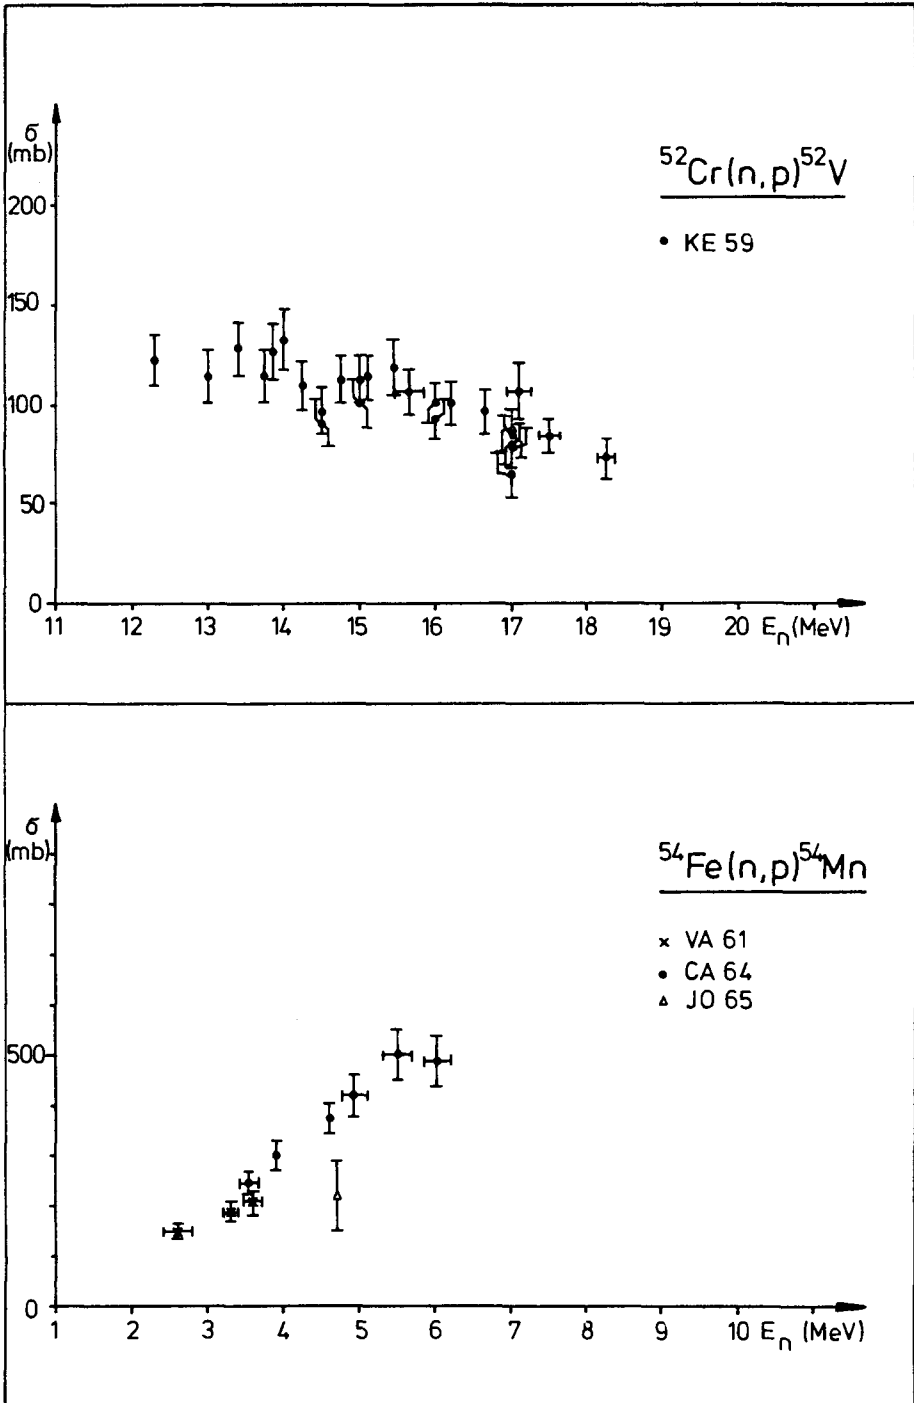 σ
(mb)
⁵²Cr(n,p)⁵²V
200
• KE 59
150
100
50
0
11 12 13 14 15 16 17 18 19 20 Eₙ(MeV)
σ
(mb)
⁵⁴Fe(n,p)⁵⁴Mn
× VA 61
• CA 64
△ JO 65
500
0
1 2 3 4 5 6 7 8 9 10 Eₙ (MeV)